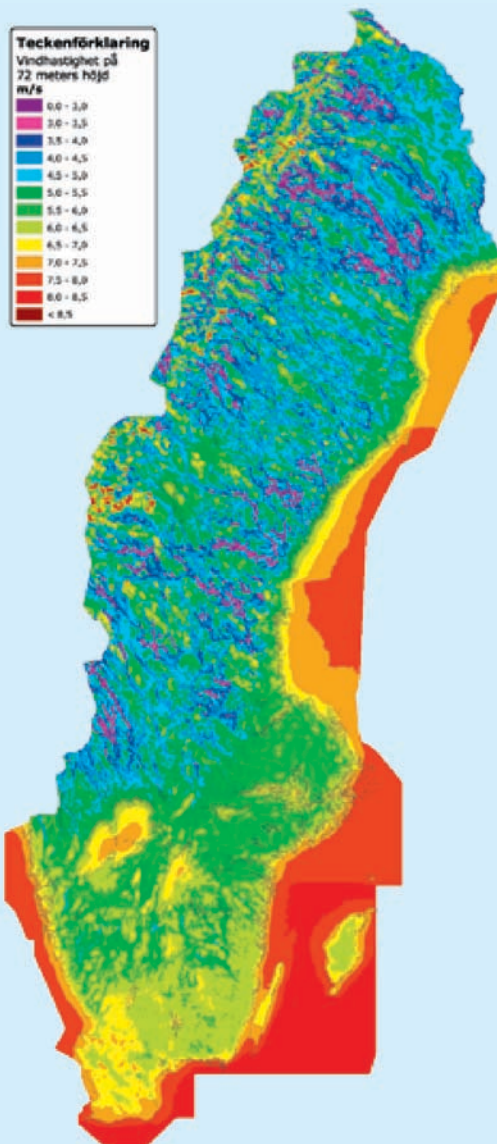 Teckenförklaring
Vindhastighet på
72 meters höjd
m/s
0,0 - 3,0
3,0 - 3,5
3,5 - 4,0
4,0 - 4,5
4,5 - 5,0
5,0 - 5,5
5,5 - 6,0
6,0 - 6,5
6,5 - 7,0
7,0 - 7,5
7,5 - 8,0
8,0 - 8,5
< 8,5